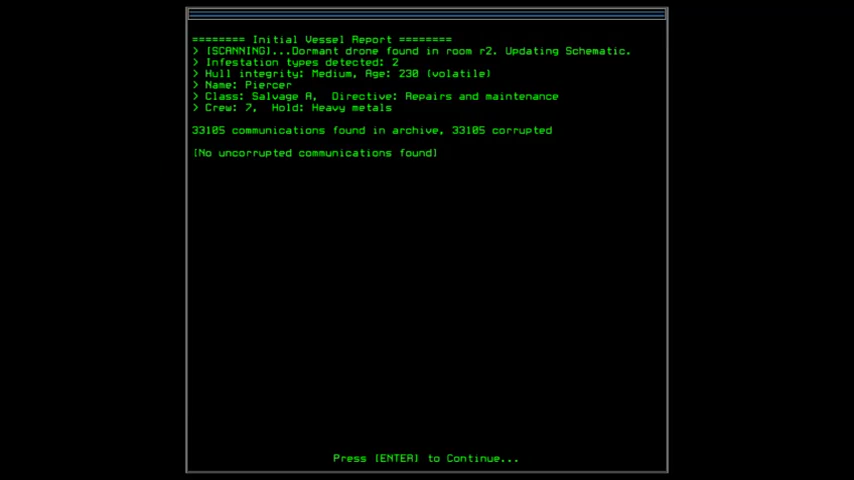 ======== Initial Vessel Report ========
> [SCANNING]...Dormant drone found in room r2. Updating Schematic.
> Infestation types detected: 2
> Hull integrity: Medium, Age: 230 (volatile)
> Name: Piercer
> Class: Salvage A,  Directive: Repairs and maintenance
> Crew: 7,  Hold: Heavy metals
33105 communications found in archive, 33105 corrupted
[No uncorrupted communications found]
Press [ENTER] to Continue...